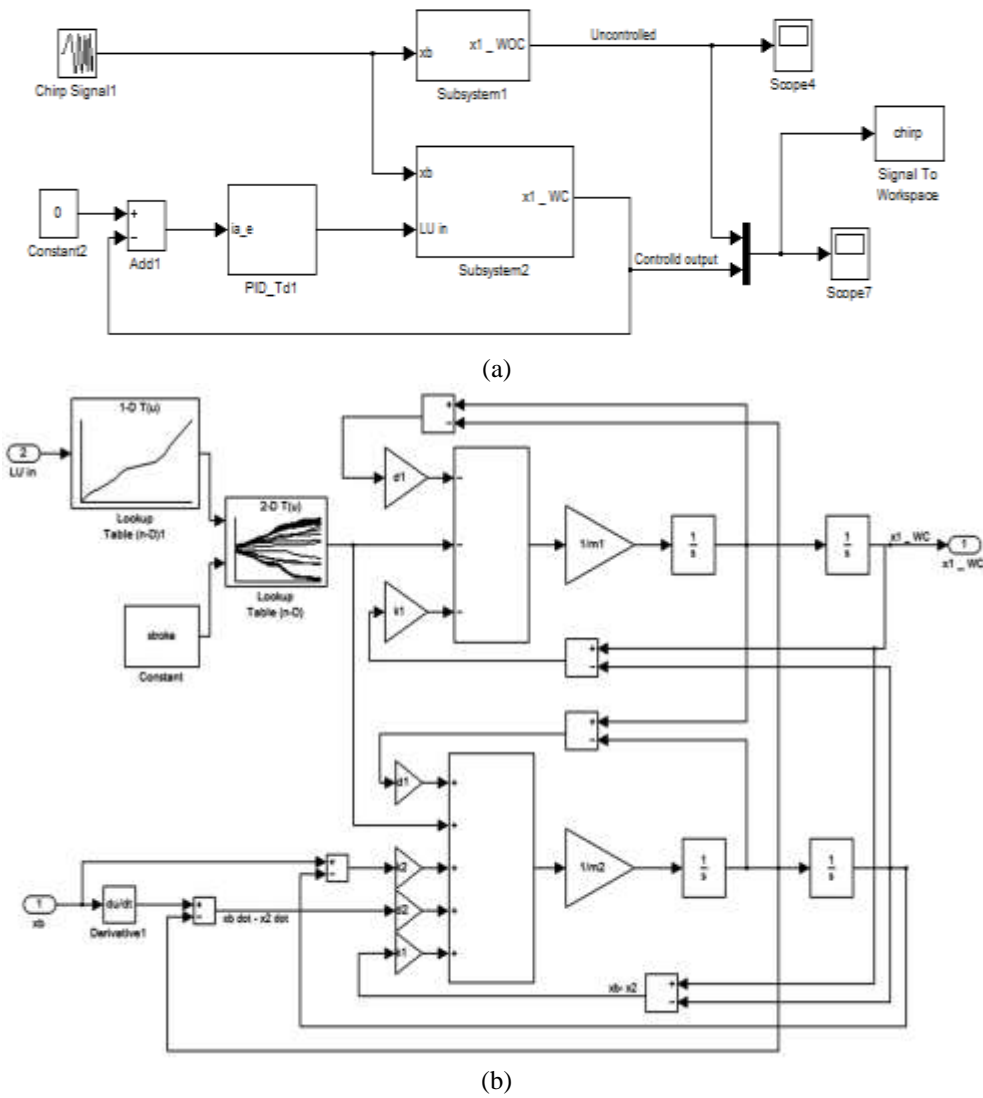 xb
x1 _ WOC
Uncontrolled
Chirp Signal1
Subsystem1
Scope4
chirp
Signal To
Workspace
xb
x1 _ WC
LU in
0
Constant2
+
−
Add1
ia_e
PID_Td1
Subsystem2
Controlld output
Scope7
(a)
1-D T(u)
2
LU in
Lookup
Table (n-D)1
2-D T(u)
Lookup
Table (n-D)
stroke
Constant
+
−
d1
−
−
k1
−
1/m1
1
s
1
s
x1 _ WC
1
x1 _ WC
+
−
+
−
d1
+
+
k2
+
d2
+
k1
+
1/m2
1
s
1
s
+
−
1
xb
du/dt
Derivative1
+
−
xb dot - x2 dot
xb- x2
+
−
(b)